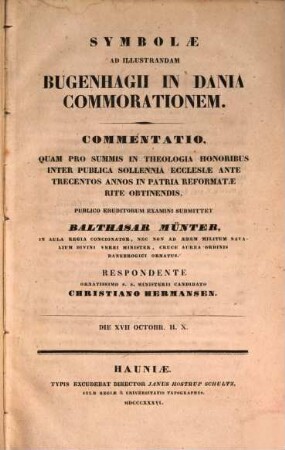 SYMBOLÆ
AD ILLUSTRANDAM
BUGENHAGII IN DANIA
COMMORATIONEM.
COMMENTATIO,
QUAM PRO SUMMIS IN THEOLOGIA HONORIBUS
INTER PUBLICA SOLLENNIA ECCLESIÆ ANTE
TRECENTOS ANNOS IN PATRIA REFORMATÆ
RITE OBTINENDIS,
PUBLICO ERUDITORUM EXAMINI SUBMITTET
BALTHASAR MÜNTER,
IN AULA REGIA CONCIONATOR, NEC NON AD ÆDEM MILITUM NAVA-
LIUM DIVINI VERBI MINISTER, CRUCE AUREA ORDINIS
DANEBROGICI ORNATUS.
RESPONDENTE
ORNATISSIMO S. S. MINISTERII CANDIDATO
CHRISTIANO HERMANSEN.
DIE XVII OCTOBR. H. X.
HAUNIÆ.
TYPIS EXCUDEBAT DIRECTOR JANUS HOSTRUP SCHULTZ,
AULÆ REGIÆ & UNIVERSITATIS TYPOGRAPHUS.
MDCCCXXXVI.